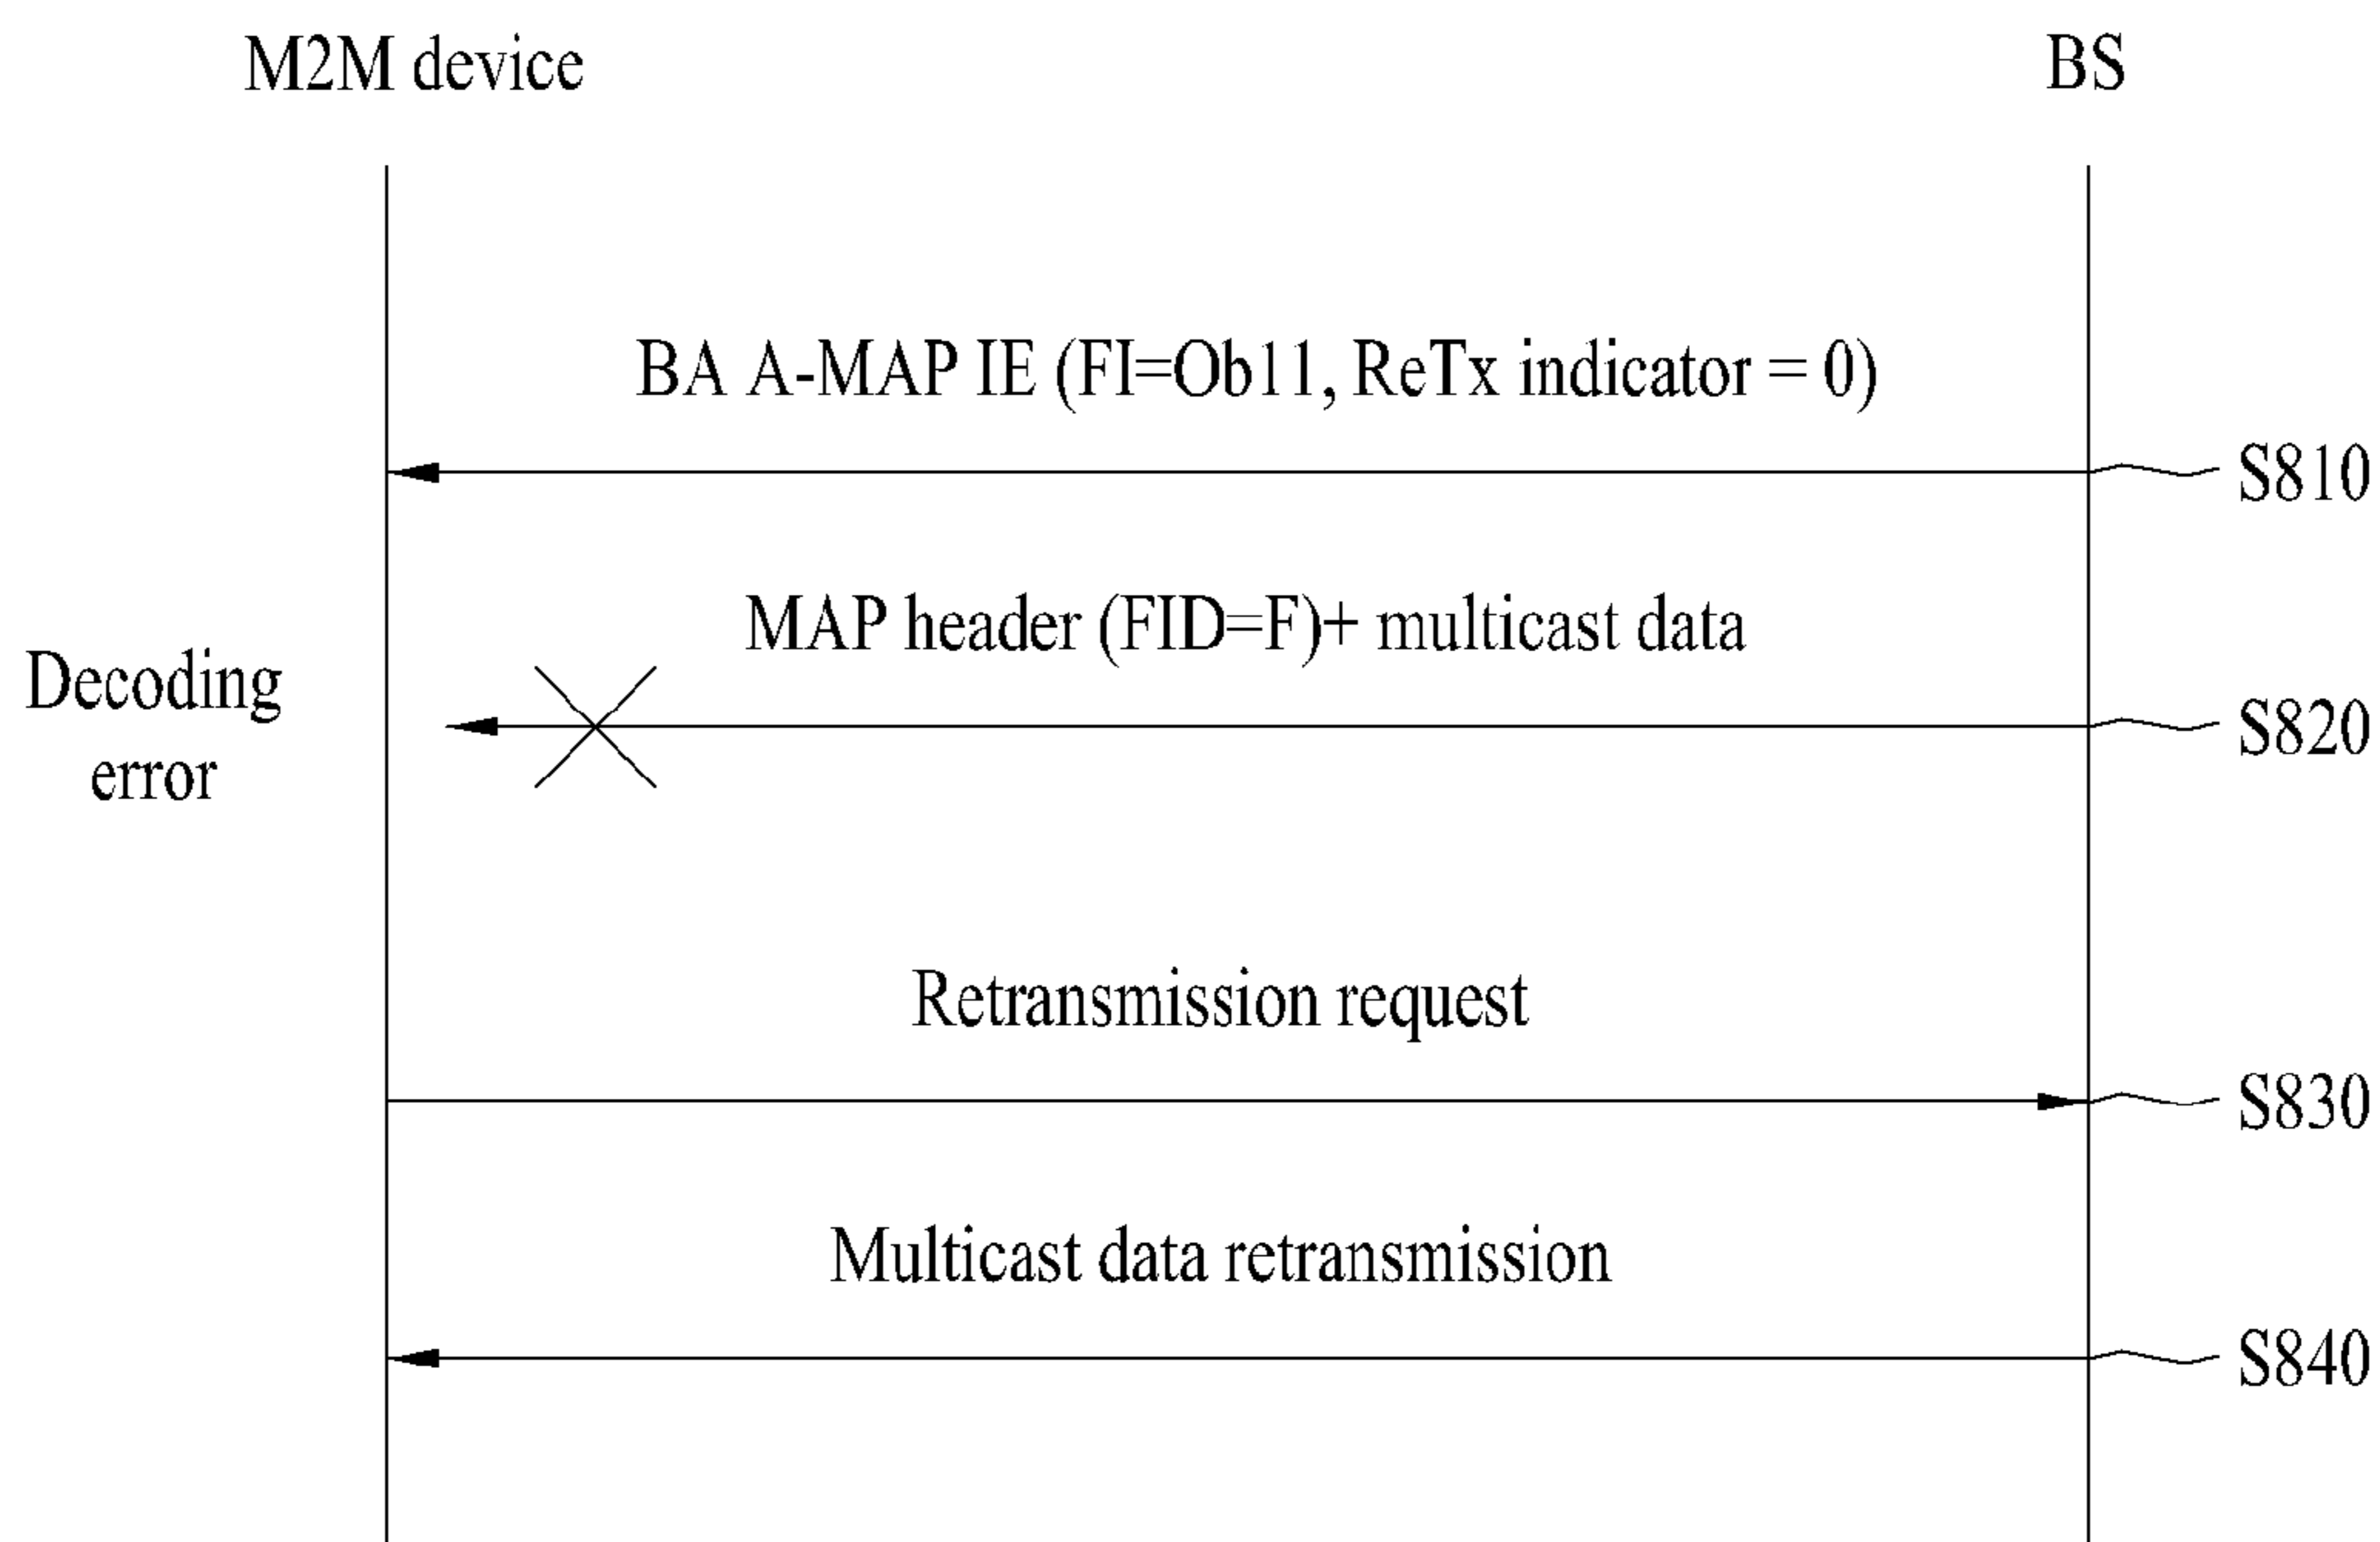 M2M device
BS
BA A-MAP IE (FI=Ob11, ReTx indicator = 0)
S810
MAP header (FID=F)+ multicast data
Decoding
error
S820
Retransmission request
S830
Multicast data retransmission
S840